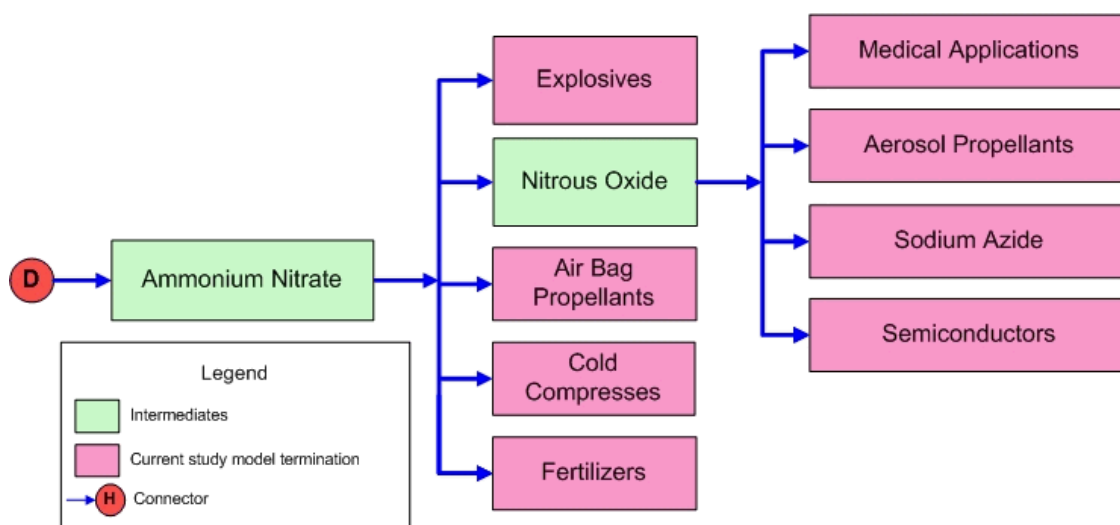 Explosives
Medical Applications
Nitrous Oxide
Aerosol Propellants
D
Ammonium Nitrate
Air Bag
Propellants
Sodium Azide
Cold
Compresses
Semiconductors
Fertilizers
Legend
Intermediates
Current study model termination
H
Connector